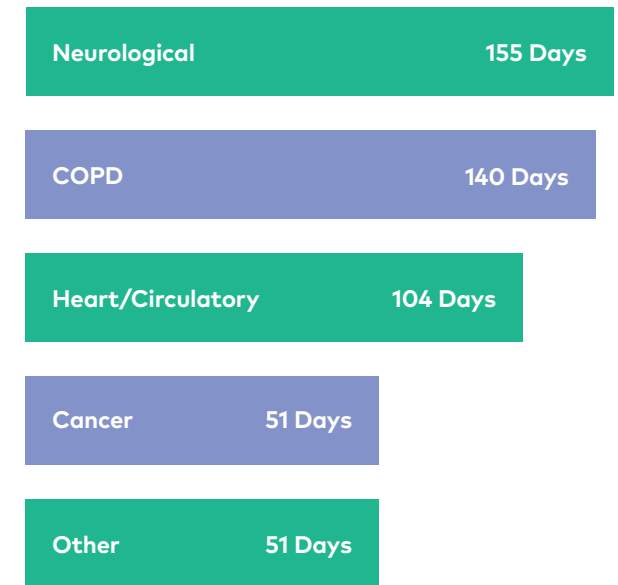 Neurological 155 Days
COPD 140 Days
Heart/Circulatory 104 Days
Cancer 51 Days
Other 51 Days